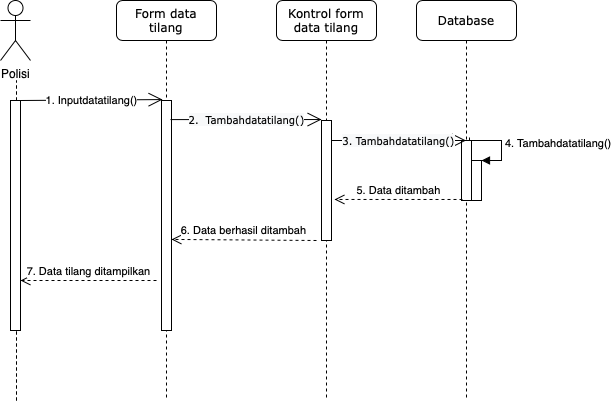 Form data
tilang
Kontrol form
data tilang
Database
Polisi
1. Inputdatatilang()
2. Tambahdatatilang()
3. Tambahdatatilang()
4. Tambahdatatilang()
5. Data ditambah
6. Data berhasil ditambah
7. Data tilang ditampilkan